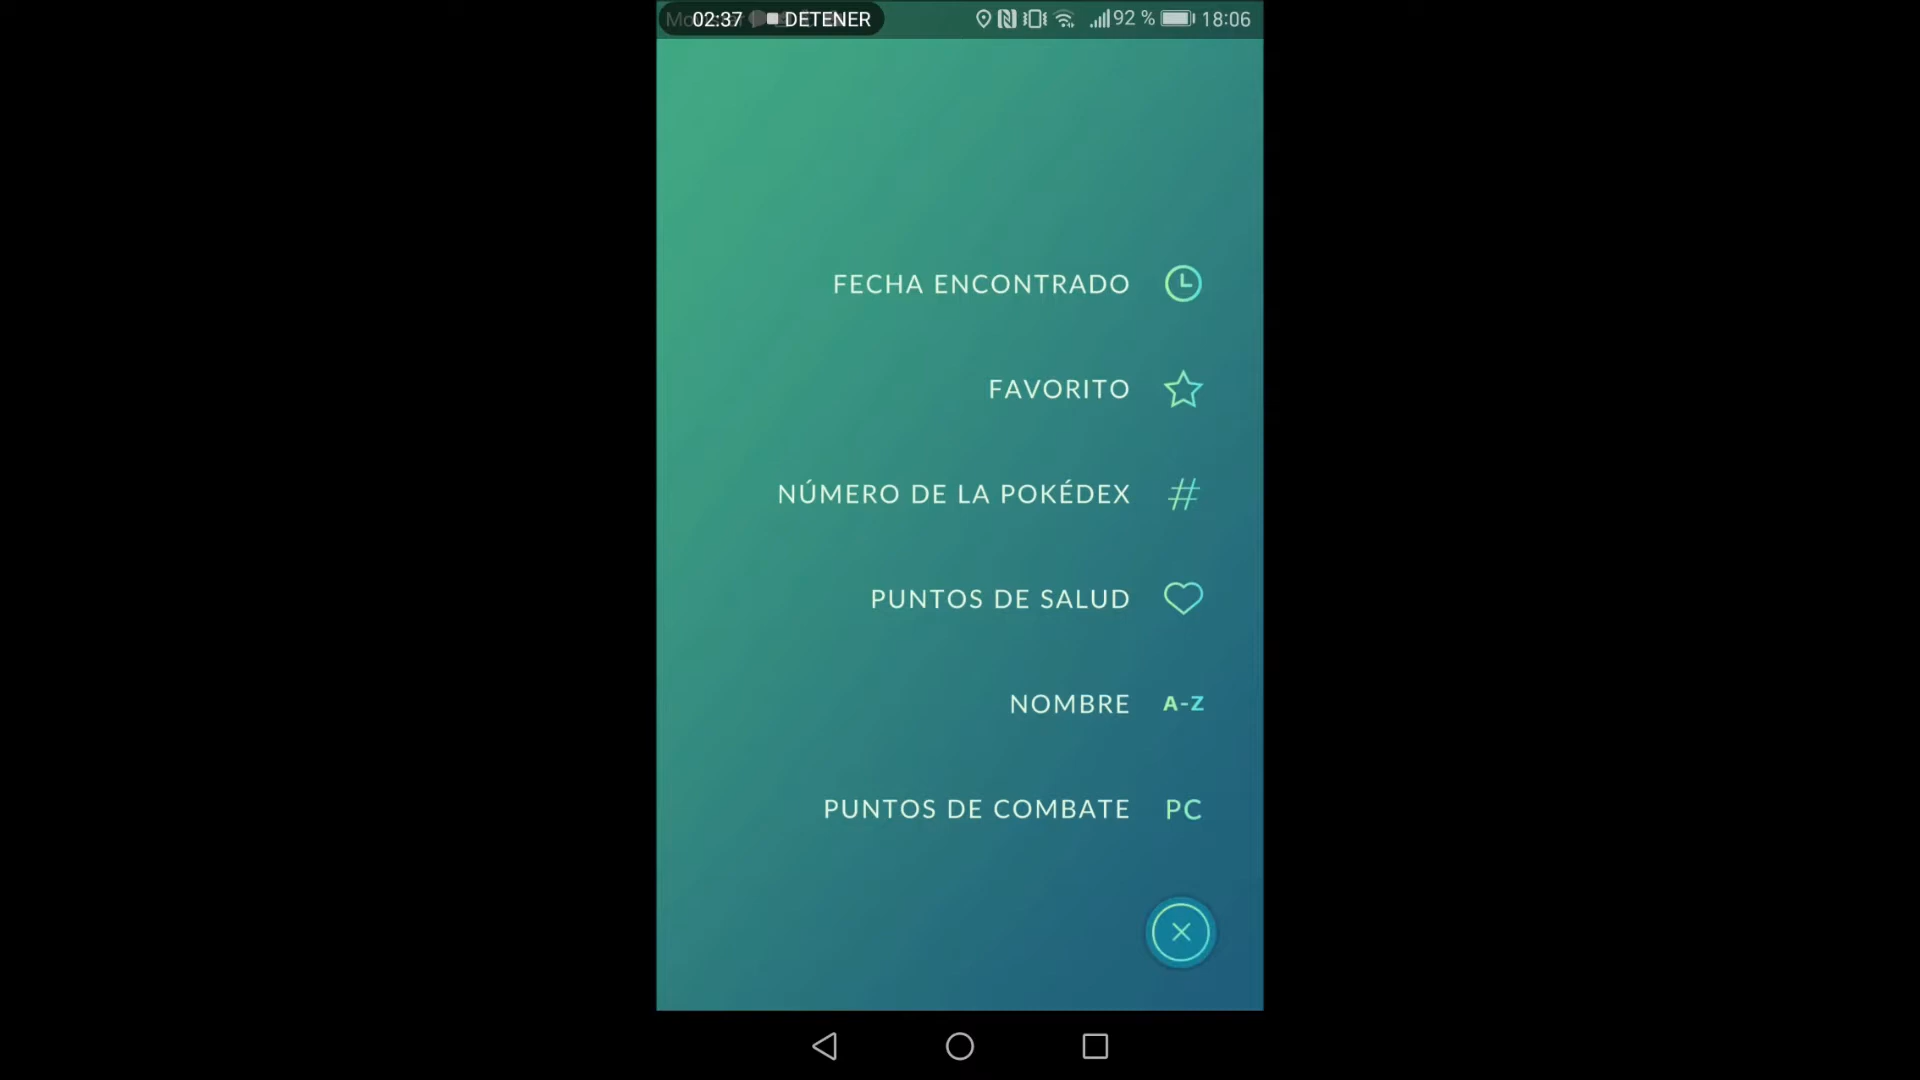 02:37 DETENER 92 % 18:06
FECHA ENCONTRADO
FAVORITO
NÚMERO DE LA POKÉDEX #
PUNTOS DE SALUD
NOMBRE A-Z
PUNTOS DE COMBATE PC